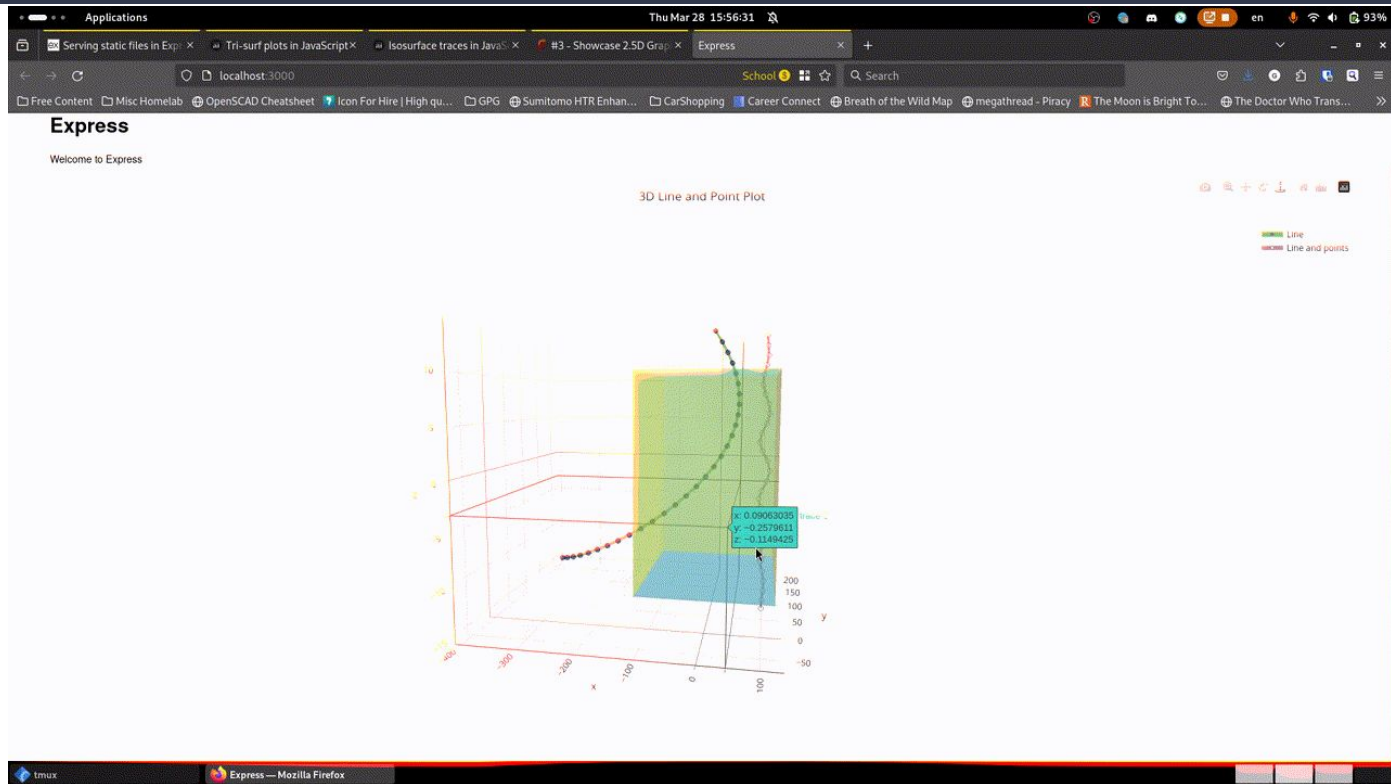 Applications
Thu Mar 28 15:56:31
en
93%
Serving static files in Exp
Tri-surf plots in JavaScript
Isosurface traces in JavaS
#3 - Showcase 2.5D Grap
Express
localhost:3000
School
Search
Free Content
Misc Homelab
OpenSCAD Cheatsheet
Icon For Hire | High qu...
GPG
Sumitomo HTR Enhan...
CarShopping
Career Connect
Breath of the Wild Map
megathread - Piracy
The Moon is Bright To...
The Doctor Who Trans...
Express
Welcome to Express
3D Line and Point Plot
Line
Line and points
x: 0.09063035
y: −0.2579611
z: −0.1149425
200
150
100
50
0
−50
y
−400
−300
−200
−100
0
100
x
tmux
Express — Mozilla Firefox